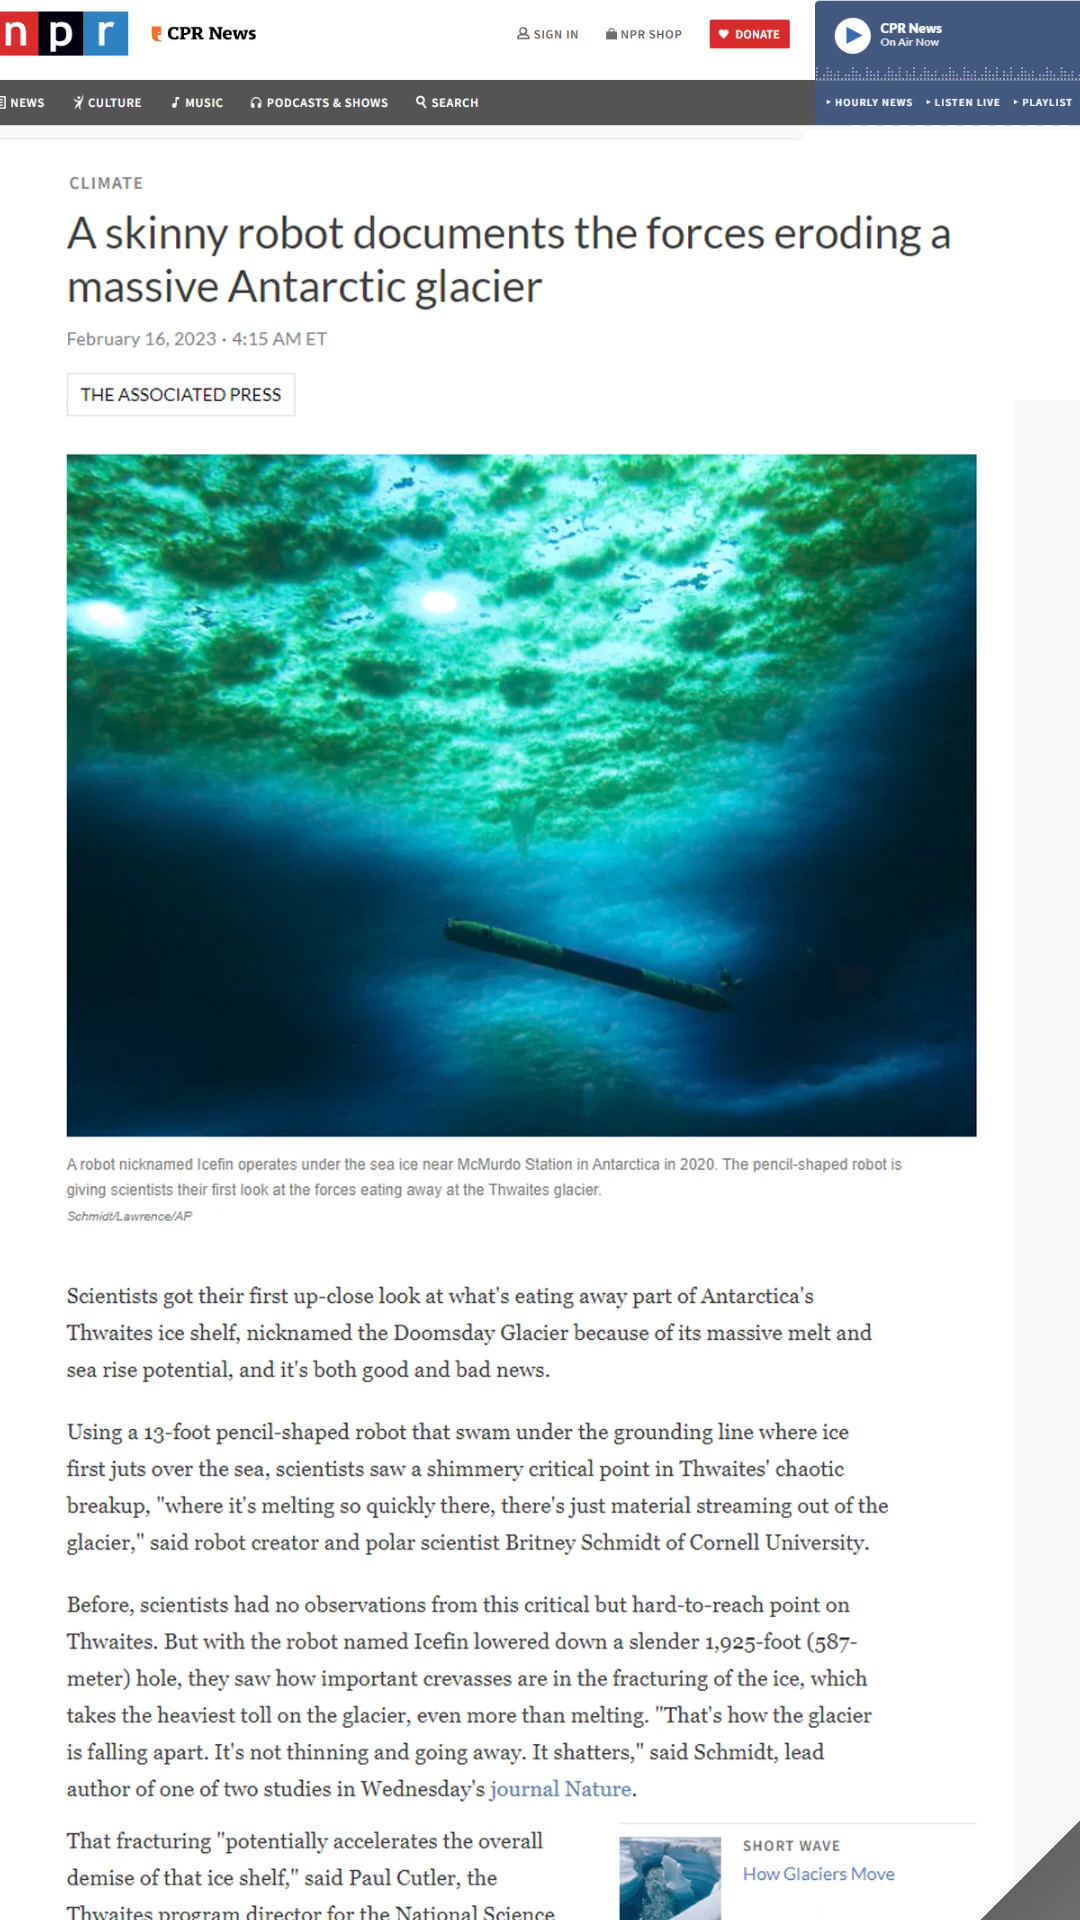 npr
CPR News
SIGN IN
NPR SHOP
DONATE
CPR News
On Air Now
NEWS
CULTURE
MUSIC
PODCASTS & SHOWS
SEARCH
HOURLY NEWS
LISTEN LIVE
PLAYLIST
CLIMATE
A skinny robot documents the forces eroding a
massive Antarctic glacier
February 16, 2023 · 4:15 AM ET
THE ASSOCIATED PRESS
A robot nicknamed Icefin operates under the sea ice near McMurdo Station in Antarctica in 2020. The pencil-shaped robot is
giving scientists their first look at the forces eating away at the Thwaites glacier.
Schmidt/Lawrence/AP
Scientists got their first up-close look at what's eating away part of Antarctica's
Thwaites ice shelf, nicknamed the Doomsday Glacier because of its massive melt and
sea rise potential, and it's both good and bad news.
Using a 13-foot pencil-shaped robot that swam under the grounding line where ice
first juts over the sea, scientists saw a shimmery critical point in Thwaites' chaotic
breakup, "where it's melting so quickly there, there's just material streaming out of the
glacier," said robot creator and polar scientist Britney Schmidt of Cornell University.
Before, scientists had no observations from this critical but hard-to-reach point on
Thwaites. But with the robot named Icefin lowered down a slender 1,925-foot (587-
meter) hole, they saw how important crevasses are in the fracturing of the ice, which
takes the heaviest toll on the glacier, even more than melting. "That's how the glacier
is falling apart. It's not thinning and going away. It shatters," said Schmidt, lead
author of one of two studies in Wednesday's journal Nature.
That fracturing "potentially accelerates the overall
demise of that ice shelf," said Paul Cutler, the
Thwaites program director for the National Science
SHORT WAVE
How Glaciers Move